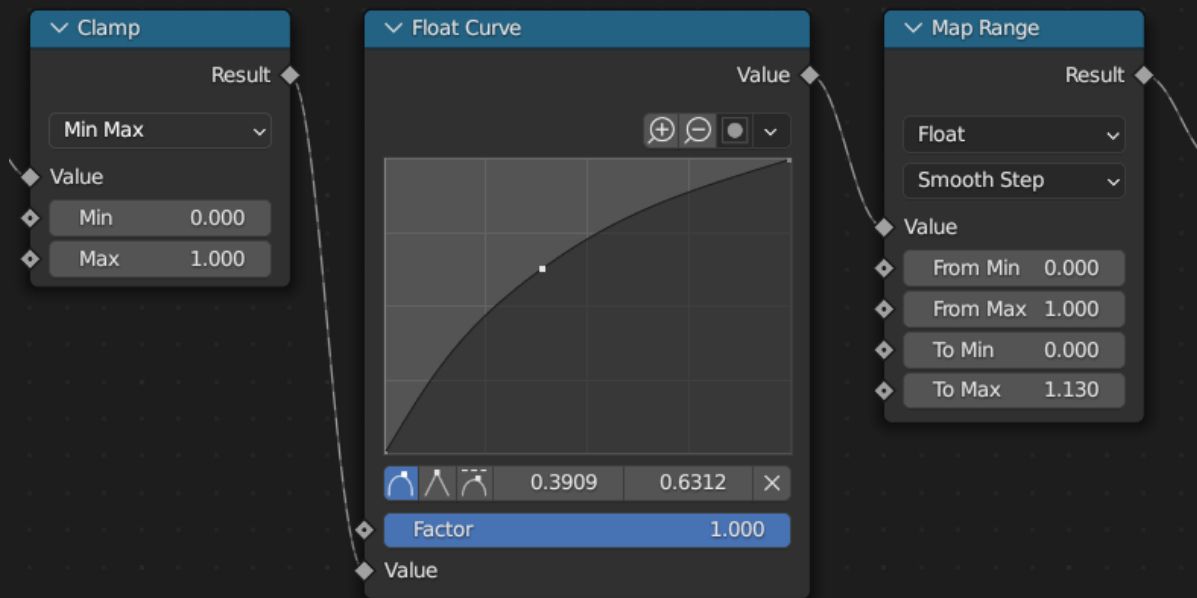 Clamp
Result
Min Max
Value
Min 0.000
Max 1.000
Float Curve
Value
0.3909 0.6312
Factor 1.000
Value
Map Range
Result
Float
Smooth Step
Value
From Min 0.000
From Max 1.000
To Min 0.000
To Max 1.130